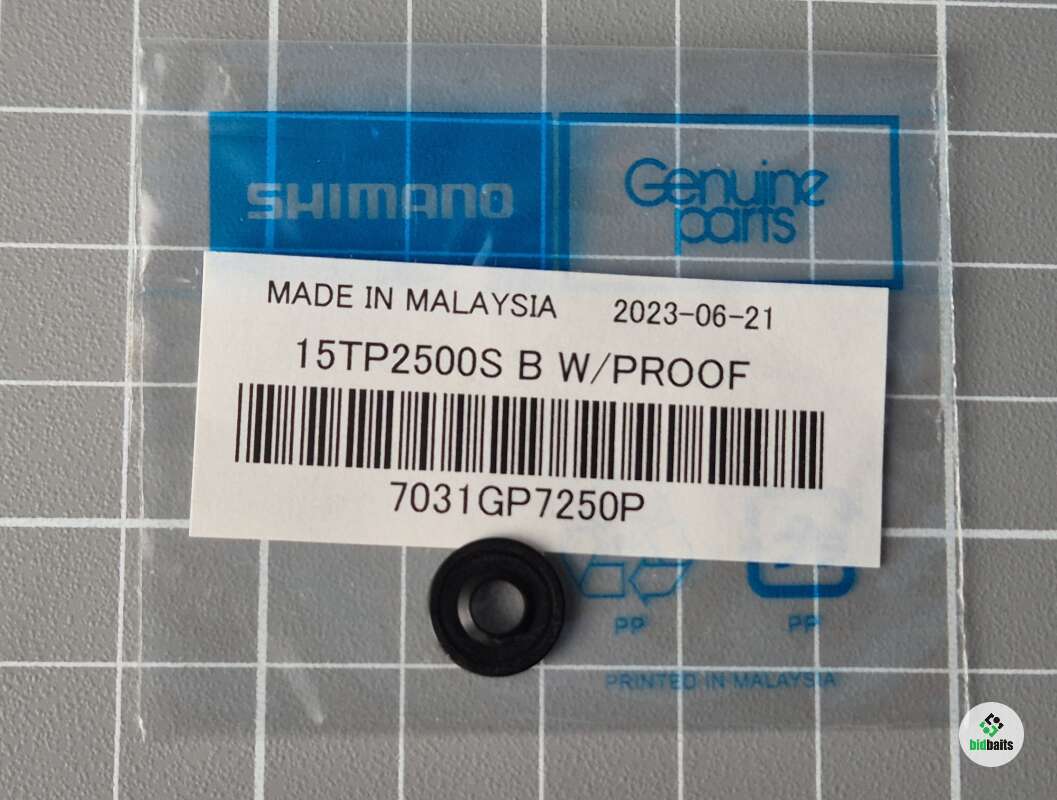 SHIMANO
Genuine
parts
MADE IN MALAYSIA 2023-06-21
15TP2500S B W/PROOF
7031GP7250P
PP PP
PRINTED IN MALAYSIA
bidbaits